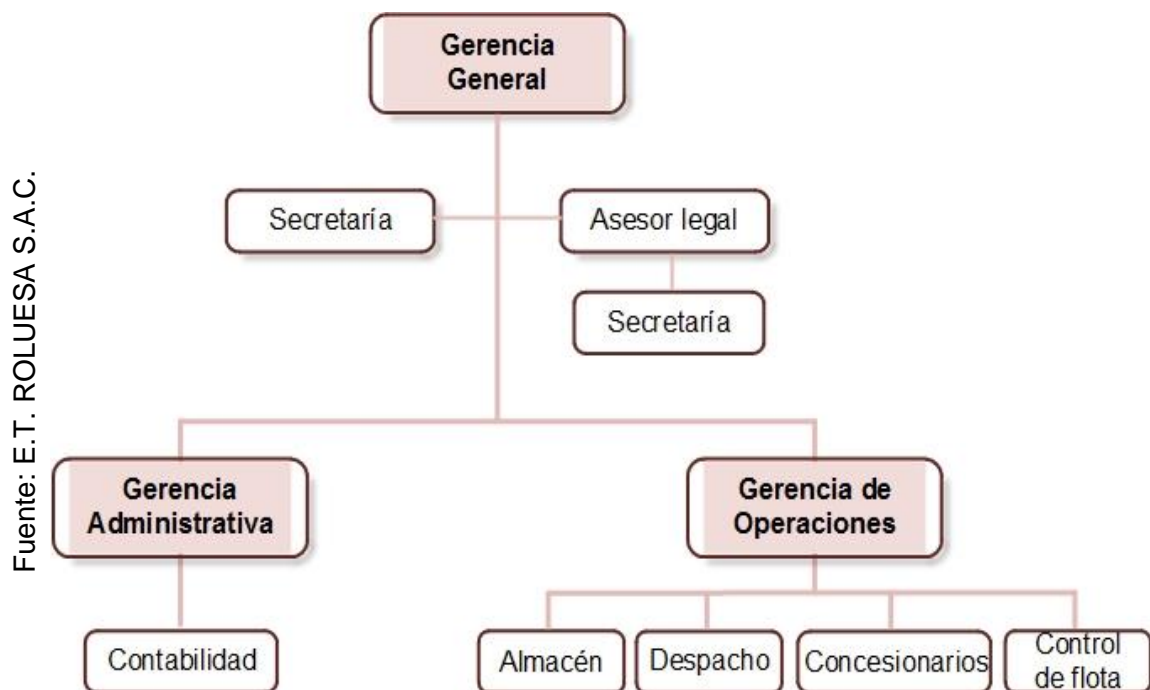 Gerencia
General
Secretaría
Asesor legal
Secretaría
Fuente: E.T. ROLUESA S.A.C.
Gerencia
Administrativa
Gerencia de
Operaciones
Contabilidad
Almacén
Despacho
Concesionarios
Control
de flota